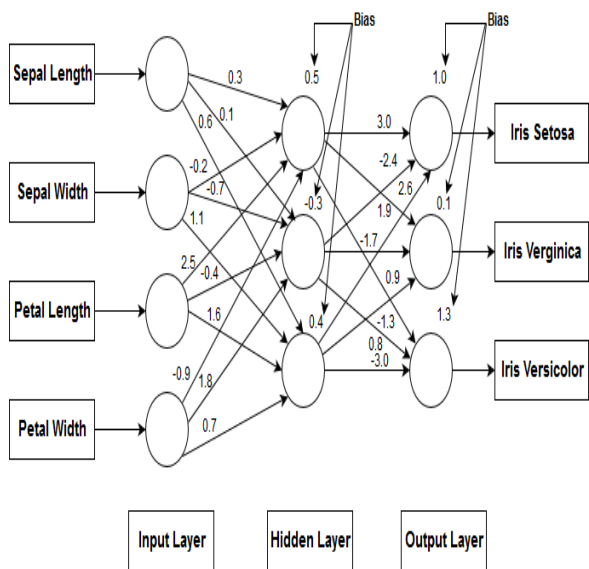 Bias
Bias
0.5
1.0
Sepal Length
0.3
0.1
0.6
3.0
Iris Setosa
-2.4
-0.2
-0.7
2.6
Sepal Width
1.1
-0.3
1.9
0.1
-1.7
Iris Verginica
2.5
-0.4
0.9
Petal Length
1.6
0.4
-1.3
1.3
0.8
-3.0
Iris Versicolor
-0.9
1.8
Petal Width
0.7
Input Layer
Hidden Layer
Output Layer